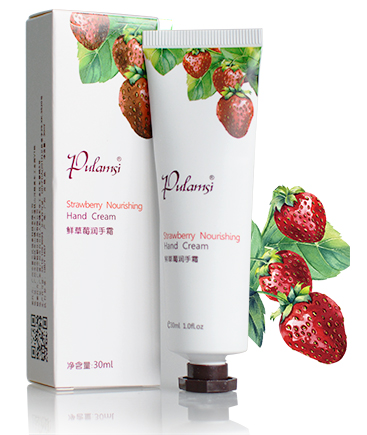 Pulamsi®
Strawberry Nourishing
Hand Cream
鲜草莓润手霜
净含量:30ml
Pulamsi®
Strawberry Nourishing
Hand Cream
鲜草莓润手霜
℮30ml 1.0fl.oz